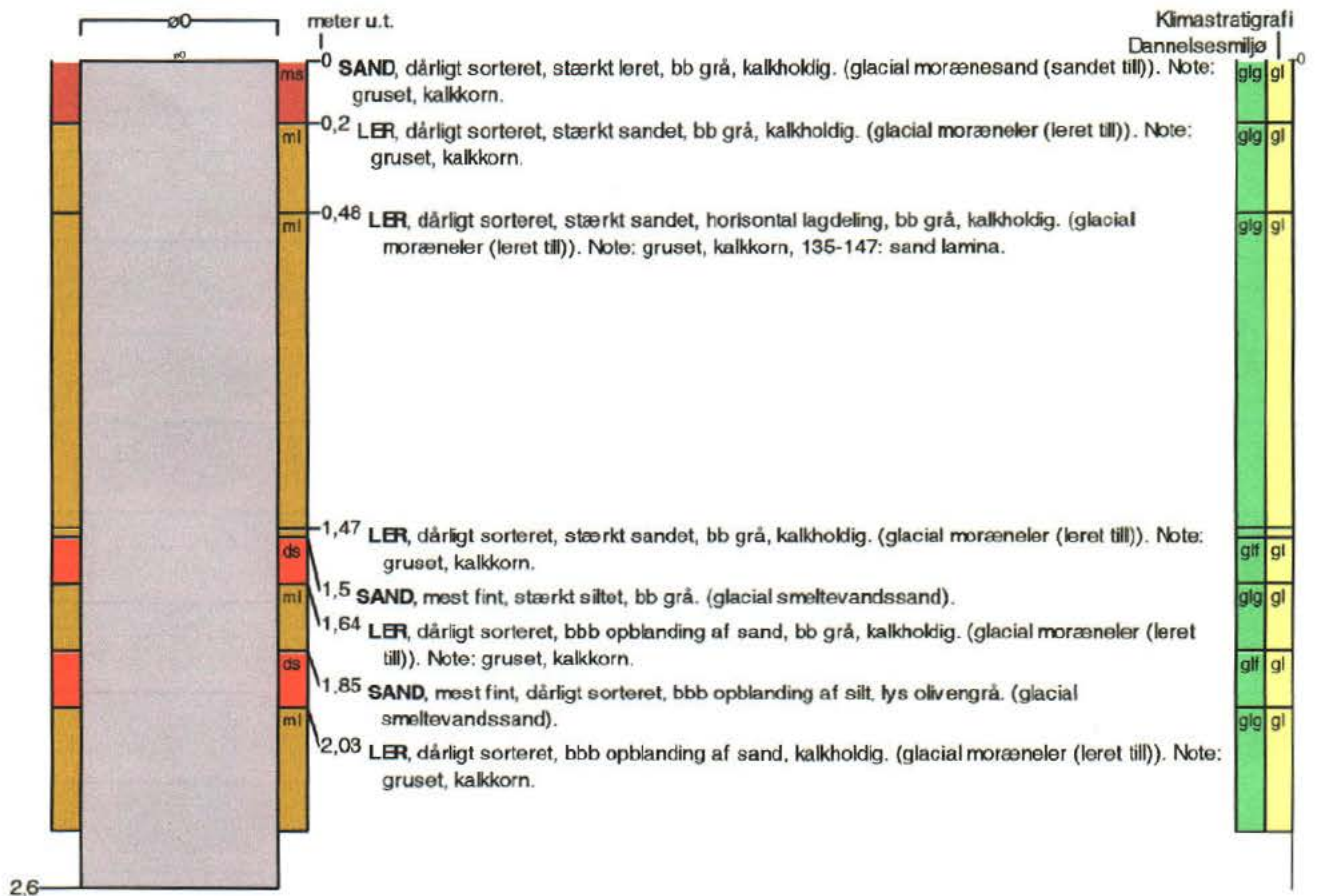 ø0
meter u.t.
Klimastratigrafi
Dannelsesmiljø
ø0
0
0
ms
SAND, dårligt sorteret, stærkt leret, bb grå, kalkholdig. (glacial morænesand (sandet till)). Note:
gruset, kalkkorn.
glg gl
0,2
ml
LER, dårligt sorteret, stærkt sandet, bb grå, kalkholdig. (glacial moræneler (leret till)). Note:
gruset, kalkkorn.
glg gl
0,48
ml
LER, dårligt sorteret, stærkt sandet, horisontal lagdeling, bb grå, kalkholdig. (glacial
moræneler (leret till)). Note: gruset, kalkkorn, 135-147: sand lamina.
glg gl
1,47
LER, dårligt sorteret, stærkt sandet, bb grå, kalkholdig. (glacial moræneler (leret till)). Note:
gruset, kalkkorn.
ds
glf gl
1,5
SAND, mest fint, stærkt siltet, bb grå. (glacial smeltevandssand).
ml
glg gl
1,64
LER, dårligt sorteret, bbb opblanding af sand, bb grå, kalkholdig. (glacial moræneler (leret
till)). Note: gruset, kalkkorn.
ds
glf gl
1,85
SAND, mest fint, dårligt sorteret, bbb opblanding af silt, lys olivengrå. (glacial
smeltevandssand).
ml
glg gl
2,03
LER, dårligt sorteret, bbb opblanding af sand, kalkholdig. (glacial moræneler (leret till)). Note:
gruset, kalkkorn.
2,6